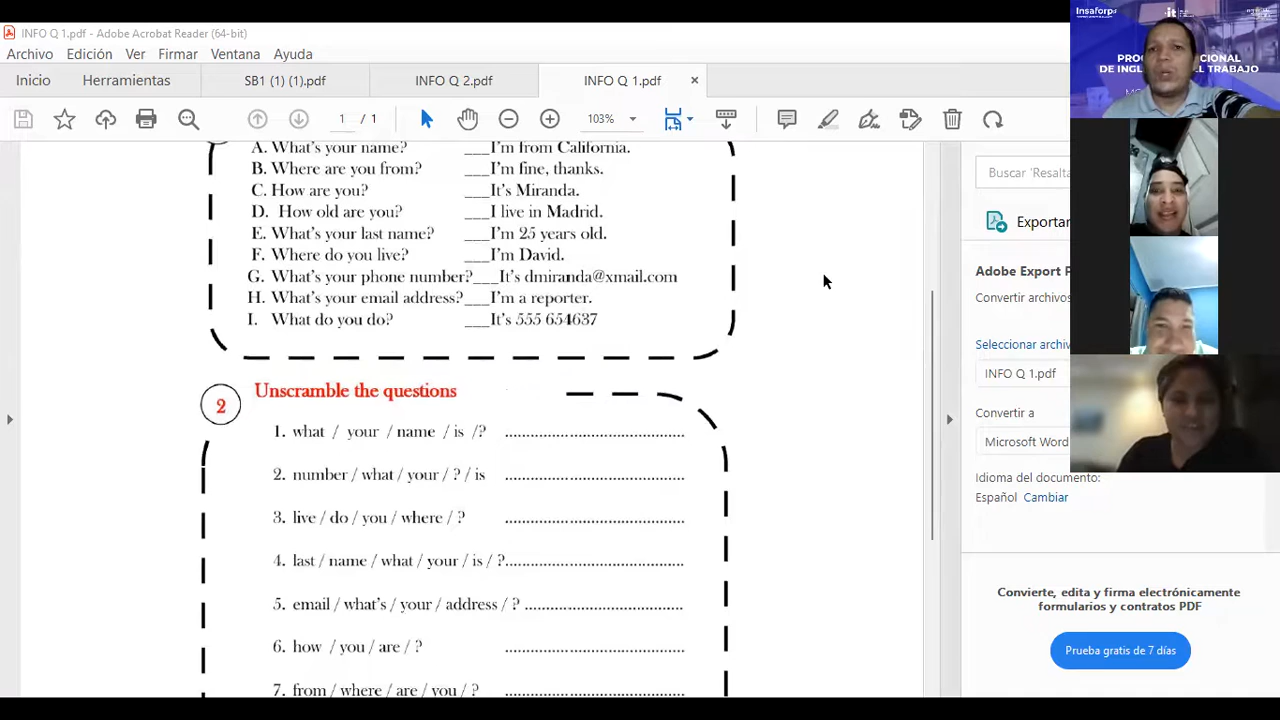 INFO Q 1.pdf - Adobe Acrobat Reader (64-bit)
Archivo Edición Ver Firmar Ventana Ayuda
Inicio Herramientas SB1 (1) (1).pdf INFO Q 2.pdf INFO Q 1.pdf ×
1 / 1 103%
A. What's your name? ___I'm from California.
B. Where are you from? ___I'm fine, thanks.
C. How are you? ___It's Miranda.
D. How old are you? ___I live in Madrid.
E. What's your last name? ___I'm 25 years old.
F. Where do you live? ___I'm David.
G. What's your phone number?___It's dmiranda@xmail.com
H. What's your email address?___I'm a reporter.
I. What do you do? ___It's 555 654637
2 Unscramble the questions
1. what / your / name / is /? ..........................................
2. number / what / your / ? / is ..........................................
3. live / do / you / where / ? ..........................................
4. last / name / what / your / is / ?..........................................
5. email / what's / your / address / ? .....................................
6. how / you / are / ? ..........................................
7. from / where / are / you / ? ..........................................
Buscar 'Resalta
Exportar
Adobe Export P
Convertir archivos
Seleccionar archiv
INFO Q 1.pdf
Convertir a
Microsoft Word
Idioma del documento:
Español Cambiar
Convierte, edita y firma electrónicamente
formularios y contratos PDF
Prueba gratis de 7 días
Insaforp
.it
CIONAL
DE INGL TRABAJO